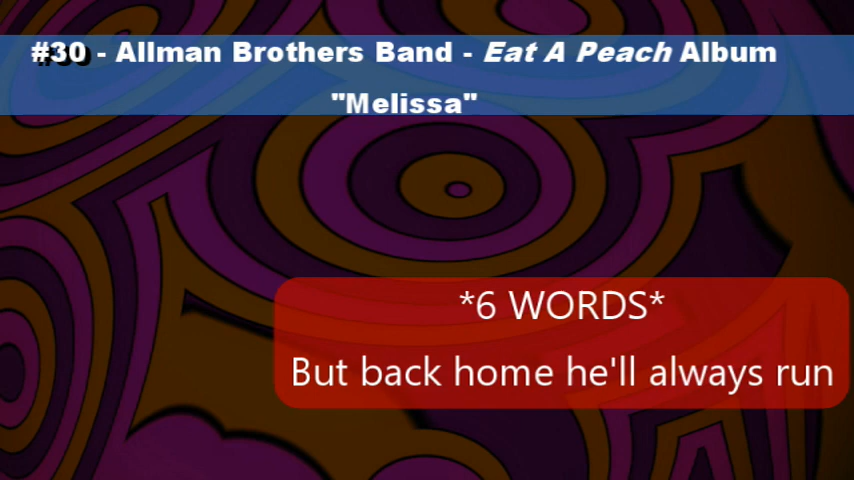 #30 - Allman Brothers Band - Eat A Peach Album
"Melissa"
*6 WORDS*
But back home he'll always run